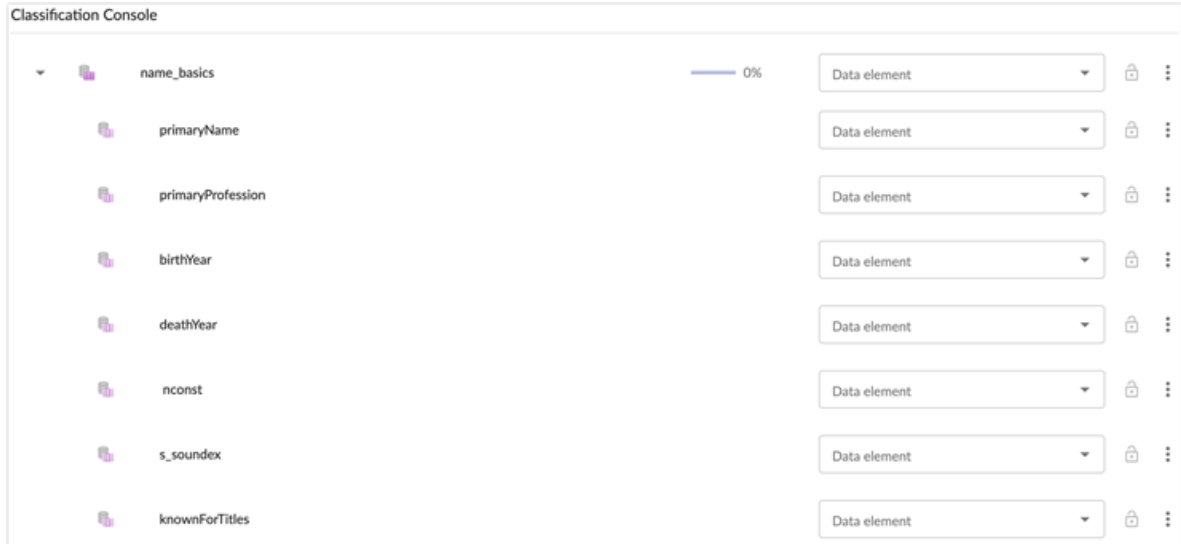 Classification Console
name_basics 0% Data element
primaryName Data element
primaryProfession Data element
birthYear Data element
deathYear Data element
nconst Data element
s_soundex Data element
knownForTitles Data element